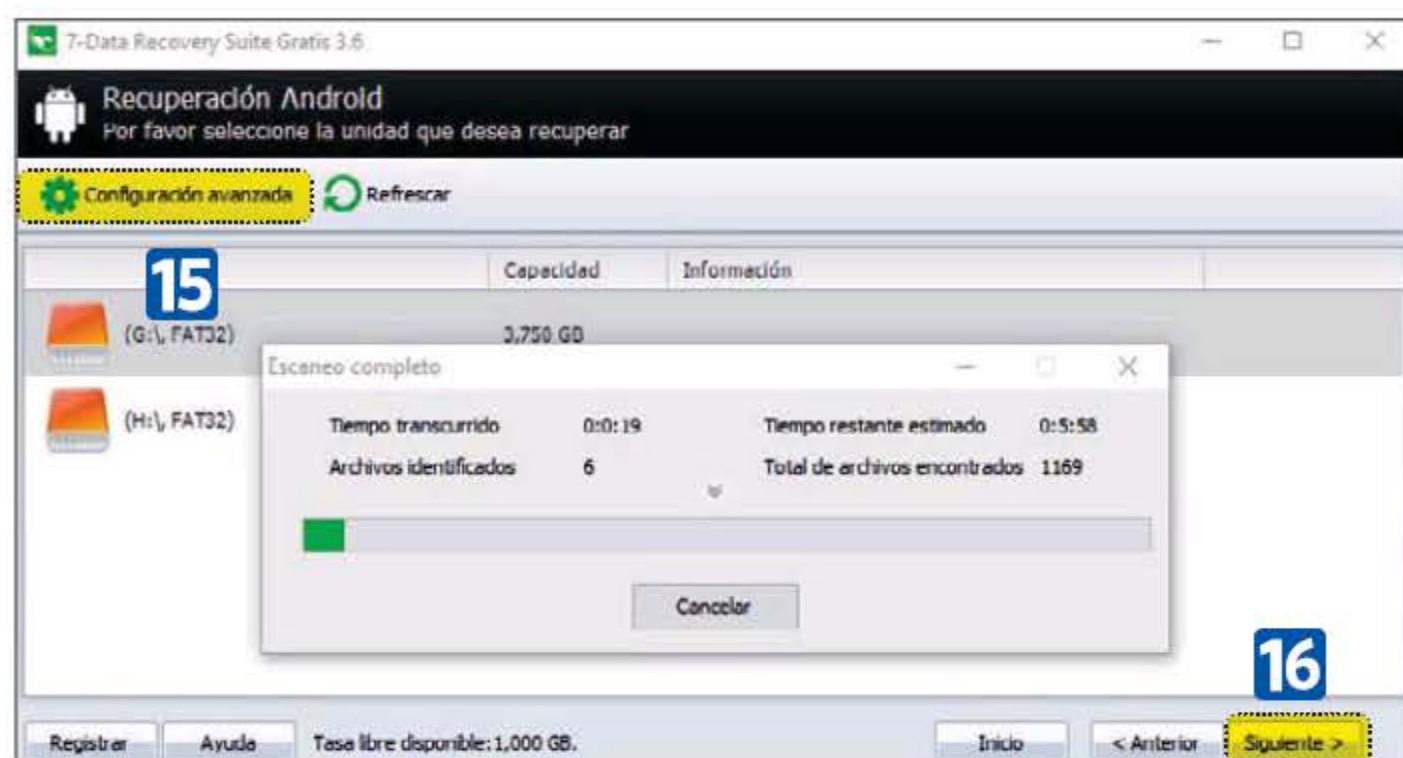 7-Data Recovery Suite Gratis 3.6
Recuperación Android
Por favor seleccione la unidad que desea recuperar
Configuración avanzada Refrescar
15
Capacidad Información
(G:\, FAT32) 3,750 GB
Escaneo completo
(H:\, FAT32)
Tiempo transcurrido 0:0:19 Tiempo restante estimado 0:5:58
Archivos identificados 6 Total de archivos encontrados 1169
Cancelar
16
Registrar Ayuda Tasa libre disponible: 1,000 GB. Inicio < Anterior Siguiente >